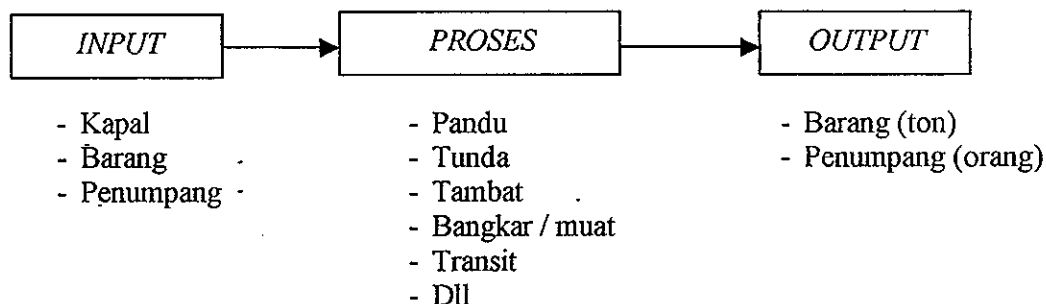 INPUT
PROSES
OUTPUT
- Kapal
- Barang
- Penumpang
- Pandu
- Tunda
- Tambat
- Bangkar / muat
- Transit
- Dll
- Barang (ton)
- Penumpang (orang)